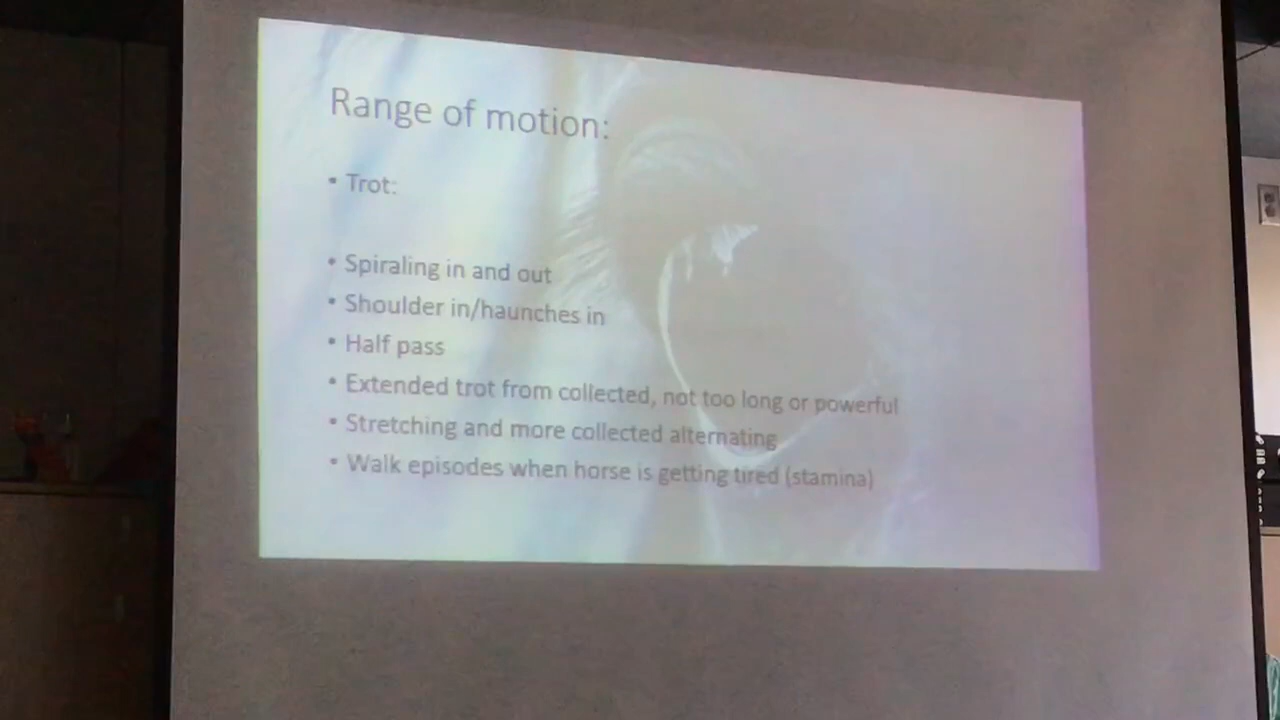 Range of motion:
• Trot:
• Spiraling in and out
• Shoulder in/haunches in
• Half pass
• Extended trot from collected, not too long or powerful
• Stretching and more collected alternating
• Walk episodes when horse is getting tired (stamina)